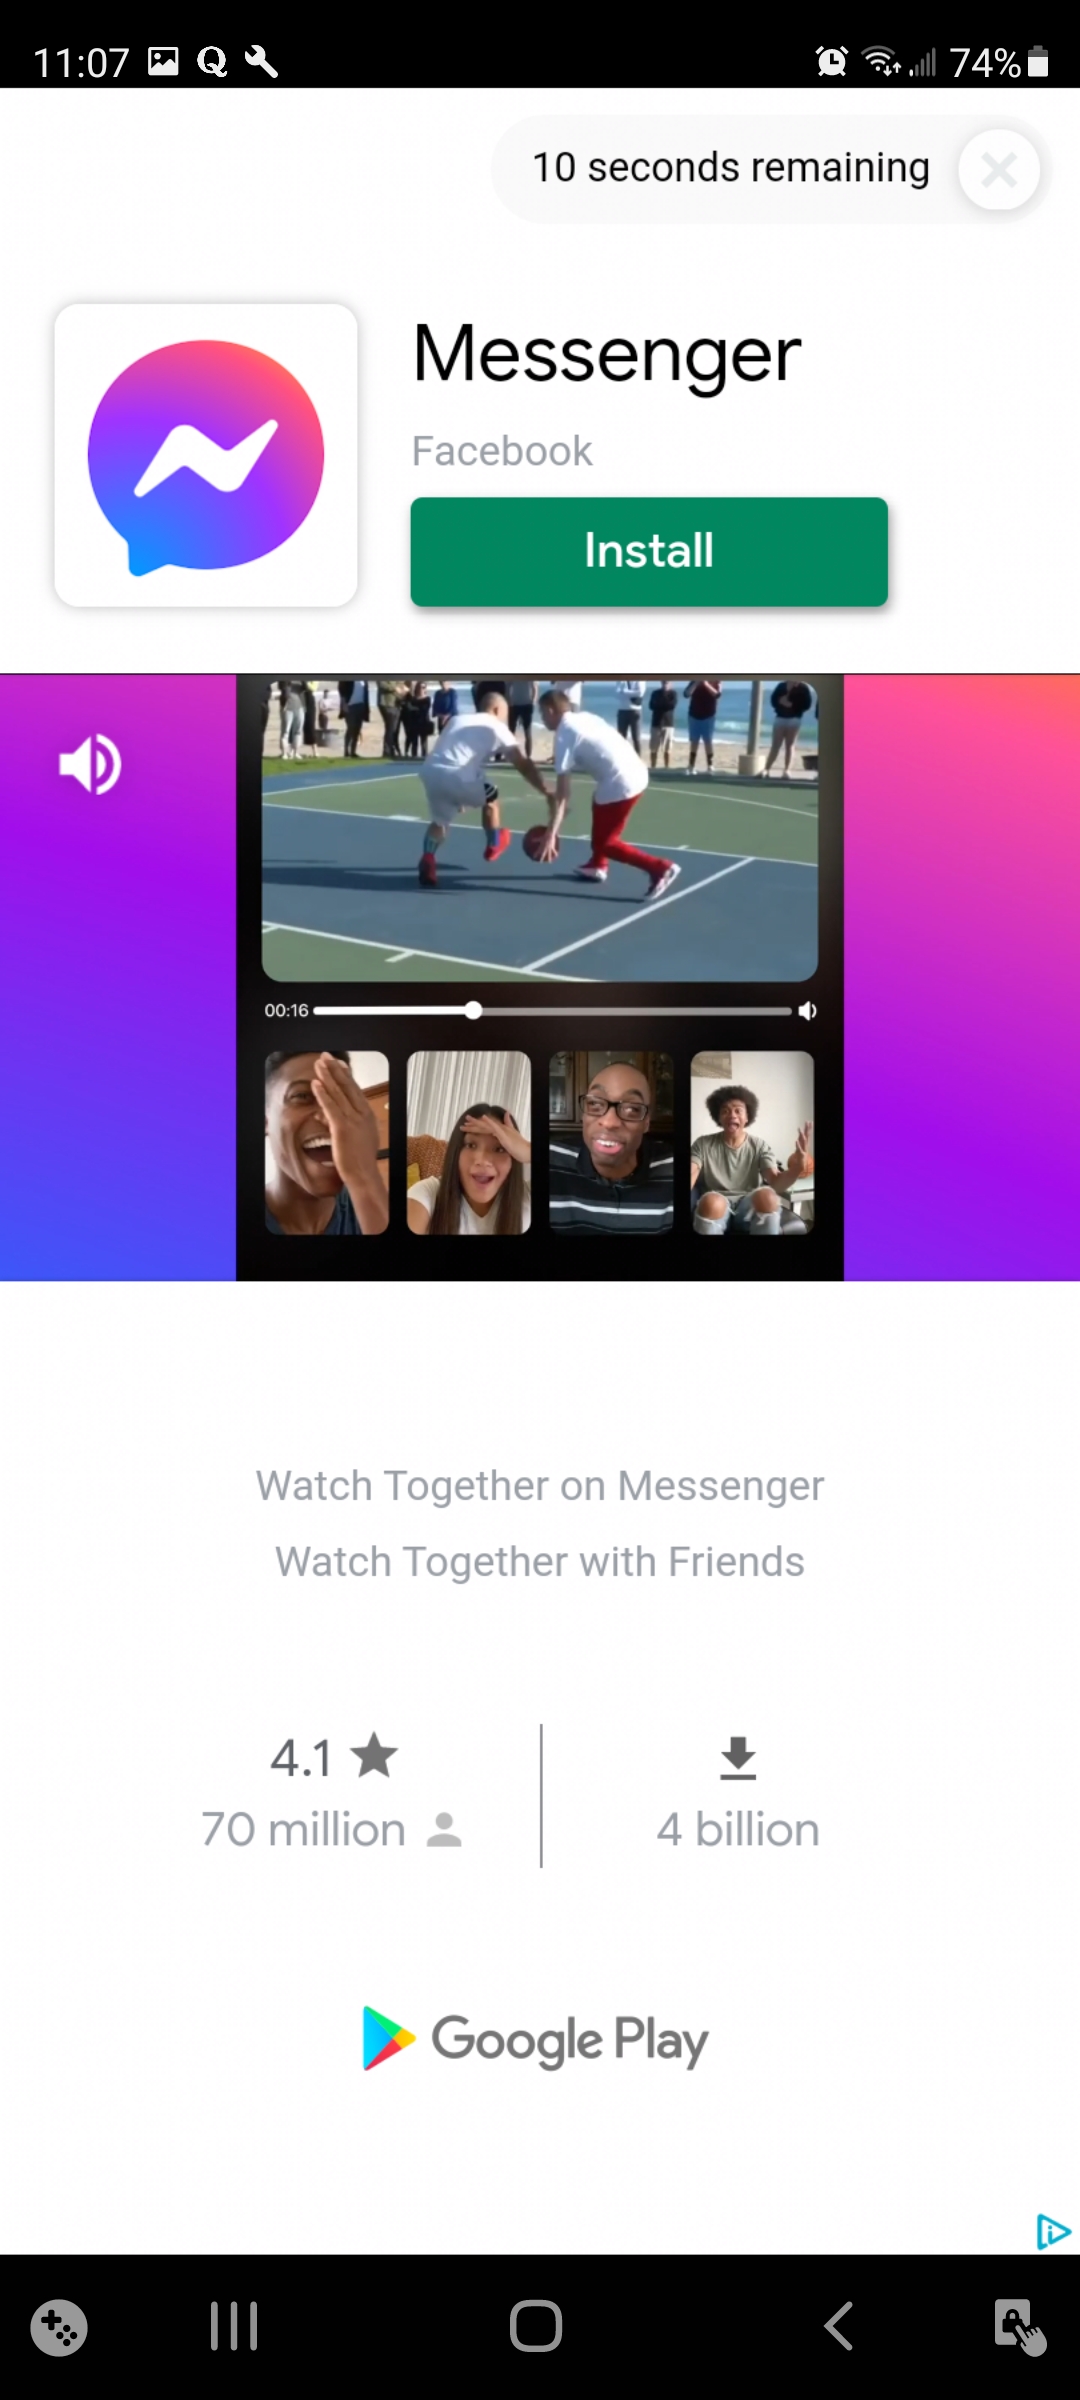 11:07
74%
10 seconds remaining
Messenger
Facebook
Install
00:16
Watch Together on Messenger
Watch Together with Friends
4.1
70 million
4 billion
Google Play